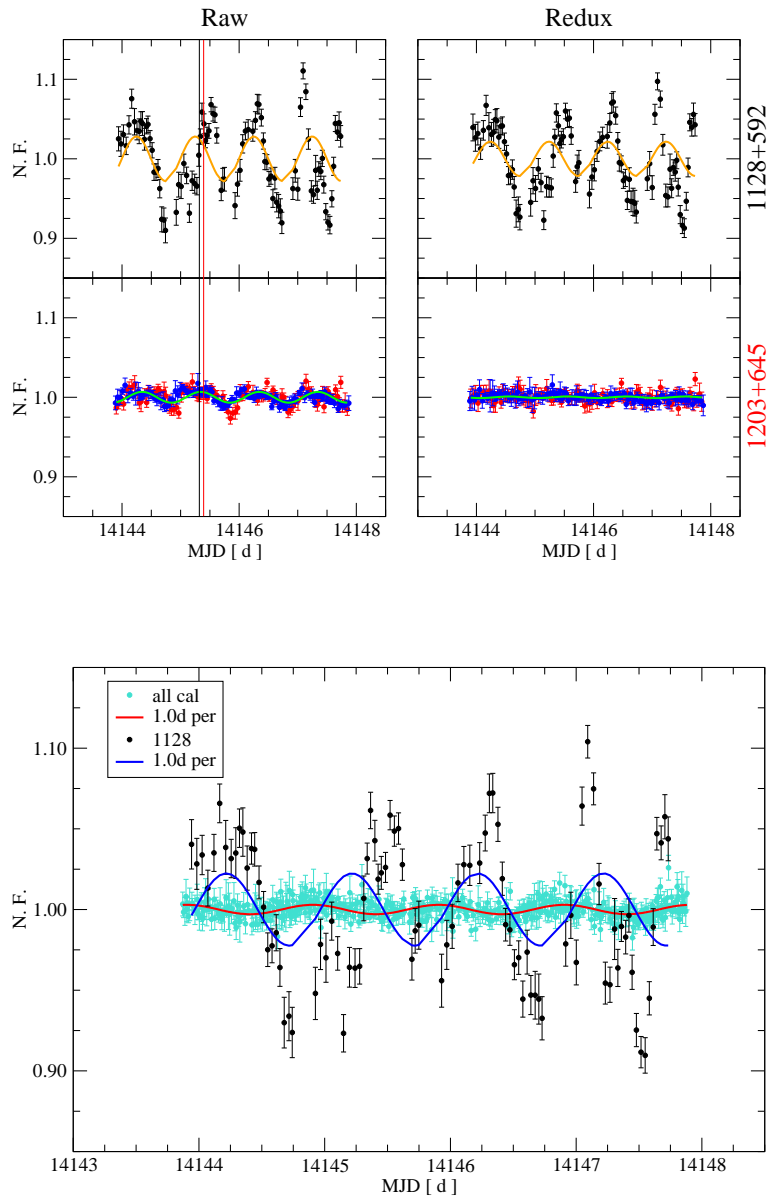 Raw
Redux
1.1
1.0
0.9
N. F.
1128+592
1.1
1.0
0.9
N. F.
1203+645
14144
14146
14148
14144
14146
14148
MJD [ d ]
MJD [ d ]
all cal
1.0d per
1128
1.0d per
1.10
1.00
0.90
N. F.
14143
14144
14145
14146
14147
14148
MJD [ d ]